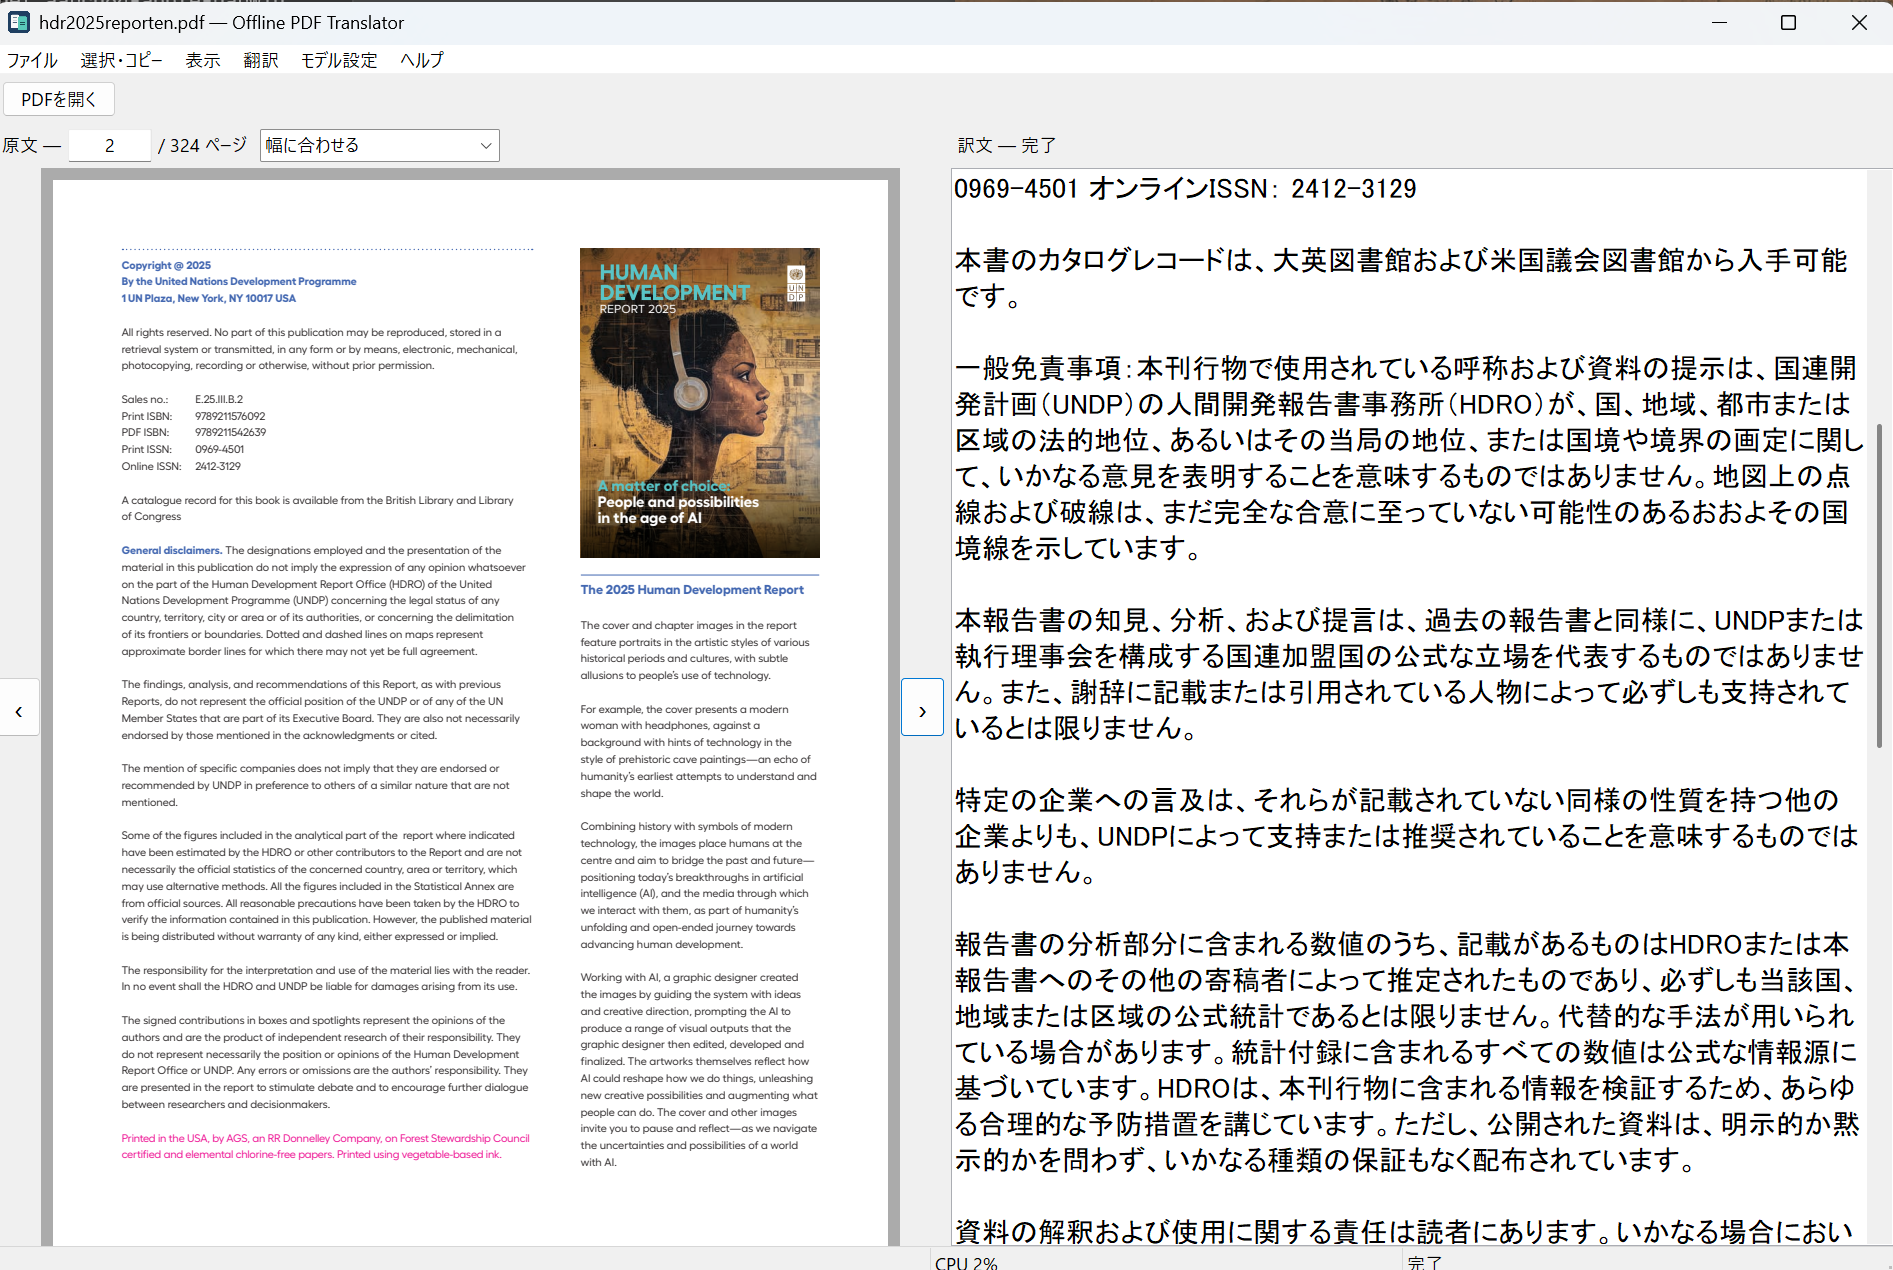 hdr2025reporten.pdf — Offline PDF Translator
ファイル 選択・コピー 表示 翻訳 モデル設定 ヘルプ
PDFを開く
原文 — 2 / 324 ページ 幅に合わせる
訳文 — 完了
Copyright @ 2025
By the United Nations Development Programme
1 UN Plaza, New York, NY 10017 USA
All rights reserved. No part of this publication may be reproduced, stored in a
retrieval system or transmitted, in any form or by means, electronic, mechanical,
photocopying, recording or otherwise, without prior permission.
Sales no.: E.25.III.B.2
Print ISBN: 9789211576092
PDF ISBN: 9789211542639
Print ISSN: 0969-4501
Online ISSN: 2412-3129
A catalogue record for this book is available from the British Library and Library
of Congress
General disclaimers. The designations employed and the presentation of the
material in this publication do not imply the expression of any opinion whatsoever
on the part of the Human Development Report Office (HDRO) of the United
Nations Development Programme (UNDP) concerning the legal status of any
country, territory, city or area or of its authorities, or concerning the delimitation
of its frontiers or boundaries. Dotted and dashed lines on maps represent
approximate border lines for which there may not yet be full agreement.
The findings, analysis, and recommendations of this Report, as with previous
Reports, do not represent the official position of the UNDP or of any of the UN
Member States that are part of its Executive Board. They are also not necessarily
endorsed by those mentioned in the acknowledgments or cited.
The mention of specific companies does not imply that they are endorsed or
recommended by UNDP in preference to others of a similar nature that are not
mentioned.
Some of the figures included in the analytical part of the report where indicated
have been estimated by the HDRO or other contributors to the Report and are not
necessarily the official statistics of the concerned country, area or territory, which
may use alternative methods. All the figures included in the Statistical Annex are
from official sources. All reasonable precautions have been taken by the HDRO to
verify the information contained in this publication. However, the published material
is being distributed without warranty of any kind, either expressed or implied.
The responsibility for the interpretation and use of the material lies with the reader.
In no event shall the HDRO and UNDP be liable for damages arising from its use.
The signed contributions in boxes and spotlights represent the opinions of the
authors and are the product of independent research of their responsibility. They
do not represent necessarily the position or opinions of the Human Development
Report Office or UNDP. Any errors or omissions are the authors' responsibility. They
are presented in the report to stimulate debate and to encourage further dialogue
between researchers and decisionmakers.
Printed in the USA, by AGS, an RR Donnelley Company, on Forest Stewardship Council
certified and elemental chlorine-free papers. Printed using vegetable-based ink.
HUMAN
DEVELOPMENT
REPORT 2025
U N
D P
A matter of choice:
People and possibilities
in the age of AI
The 2025 Human Development Report
The cover and chapter images in the report
feature portraits in the artistic styles of various
historical periods and cultures, with subtle
allusions to people's use of technology.
For example, the cover presents a modern
woman with headphones, against a
background with hints of technology in the
style of prehistoric cave paintings—an echo of
humanity's earliest attempts to understand and
shape the world.
Combining history with symbols of modern
technology, the images place humans at the
centre and aim to bridge the past and future—
positioning today's breakthroughs in artificial
intelligence (AI), and the media through which
we interact with them, as part of humanity's
unfolding and open-ended journey towards
advancing human development.
Working with AI, a graphic designer created
the images by guiding the system with ideas
and creative direction, prompting the AI to
produce a range of visual outputs that the
graphic designer then edited, developed and
finalized. The artworks themselves reflect how
AI could reshape how we do things, unleashing
new creative possibilities and augmenting what
people can do. The cover and other images
invite you to pause and reflect—as we navigate
the uncertainties and possibilities of a world
with AI.
0969-4501 オンラインISSN: 2412-3129
本書のカタログレコードは、大英図書館および米国議会図書館から入手可能
です。
一般免責事項:本刊行物で使用されている呼称および資料の提示は、国連開
発計画(UNDP)の人間開発報告書事務所(HDRO)が、国、地域、都市または
区域の法的地位、あるいはその当局の地位、または国境や境界の画定に関し
て、いかなる意見を表明することを意味するものではありません。地図上の点
線および破線は、まだ完全な合意に至っていない可能性のあるおおよその国
境線を示しています。
本報告書の知見、分析、および提言は、過去の報告書と同様に、UNDPまたは
執行理事会を構成する国連加盟国の公式な立場を代表するものではありませ
ん。また、謝辞に記載または引用されている人物によって必ずしも支持されて
いるとは限りません。
特定の企業への言及は、それらが記載されていない同様の性質を持つ他の
企業よりも、UNDPによって支持または推奨されていることを意味するものでは
ありません。
報告書の分析部分に含まれる数値のうち、記載があるものはHDROまたは本
報告書へのその他の寄稿者によって推定されたものであり、必ずしも当該国、
地域または区域の公式統計であるとは限りません。代替的な手法が用いられ
ている場合があります。統計付録に含まれるすべての数値は公式な情報源に
基づいています。HDROは、本刊行物に含まれる情報を検証するため、あらゆ
る合理的な予防措置を講じています。ただし、公開された資料は、明示的か黙
示的かを問わず、いかなる種類の保証もなく配布されています。
資料の解釈および使用に関する責任は読者にあります。いかなる場合におい
CPU 2%
完了